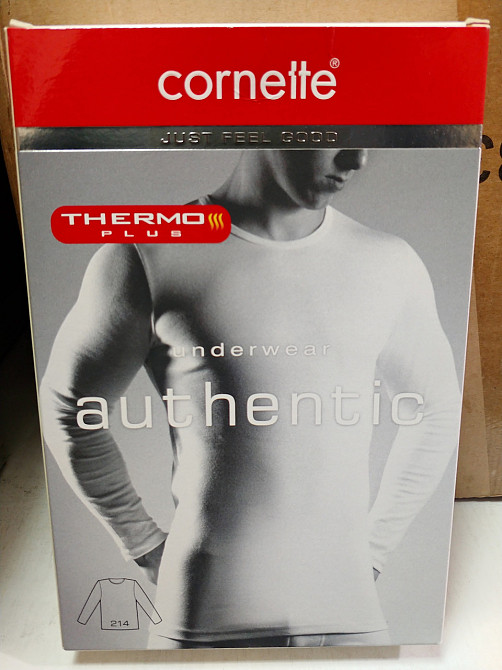 cornette®
JUST FEEL GOOD
THERMO
PLUS
underwear
authentic
214